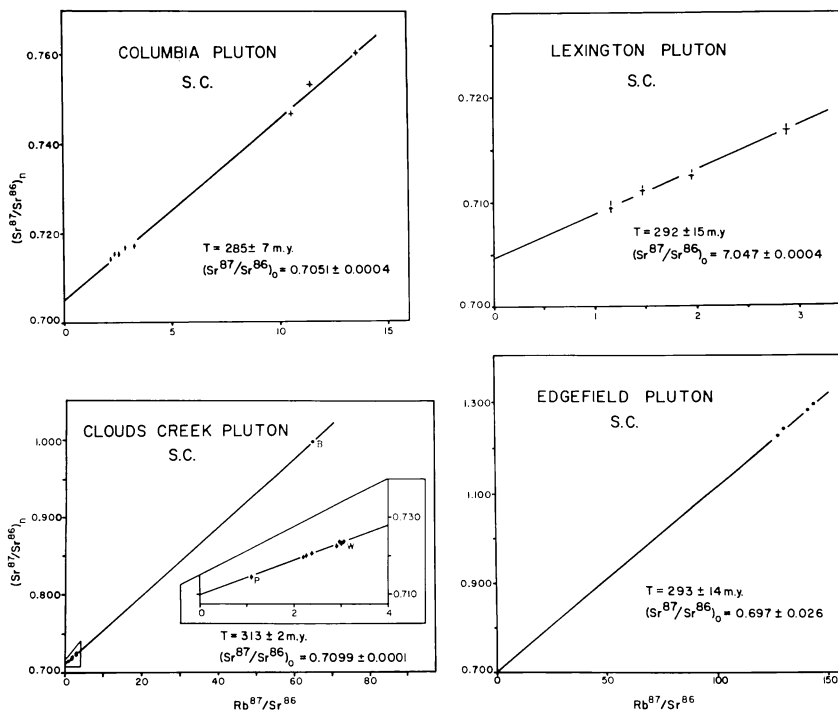 COLUMBIA PLUTON
S.C.
(Sr⁸⁷/Sr⁸⁶)n
0.760
0.740
0.720
0.700
T = 285± 7 m.y.
(Sr⁸⁷/Sr⁸⁶)₀ = 0.7051 ± 0.0004
0
5
10
15
LEXINGTON PLUTON
S.C.
0.720
0.710
0.700
T = 292 ± 15 m.y
(Sr⁸⁷/Sr⁸⁶)₀ = 7.047 ± 0.0004
0
1
2
3
CLOUDS CREEK PLUTON
S.C.
(Sr⁸⁷/Sr⁸⁶)n
1.000
0.900
0.800
0.700
B
0.730
W
P
0.710
0
2
4
T = 313 ± 2 m.y.
(Sr⁸⁷/Sr⁸⁶)₀ = 0.7099 ± 0.0001
0
20
40
60
80
Rb⁸⁷/Sr⁸⁶
EDGEFIELD PLUTON
S.C.
1.300
1.100
0.900
0.700
T = 293 ± 14 m.y.
(Sr⁸⁷/Sr⁸⁶)₀ = 0.697 ± 0.026
0
50
100
150
Rb⁸⁷/Sr⁸⁶